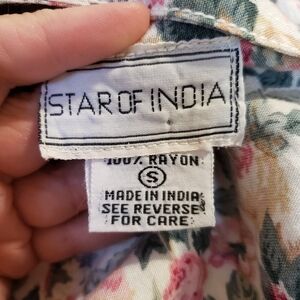 STAR OF INDIA
100% RAYON
S
MADE IN INDIA
SEE REVERSE
FOR CARE